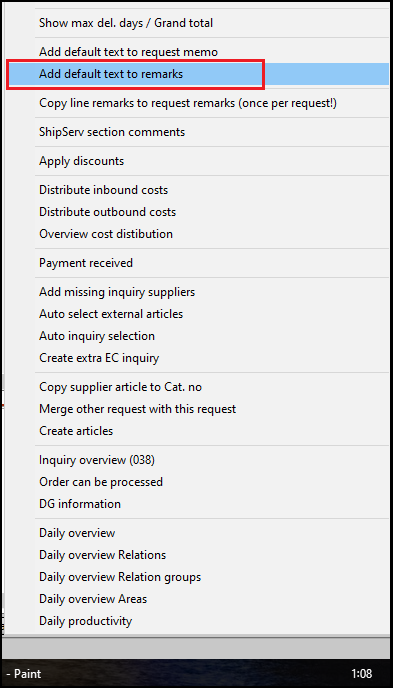 Show max del. days / Grand total
Add default text to request memo
Add default text to remarks
Copy line remarks to request remarks (once per request!)
ShipServ section comments
Apply discounts
Distribute inbound costs
Distribute outbound costs
Overview cost distibution
Payment received
Add missing inquiry suppliers
Auto select external articles
Auto inquiry selection
Create extra EC inquiry
Copy supplier article to Cat. no
Merge other request with this request
Create articles
Inquiry overview (038)
Order can be processed
DG information
Daily overview
Daily overview Relations
Daily overview Relation groups
Daily overview Areas
Daily productivity
- Paint 1:08